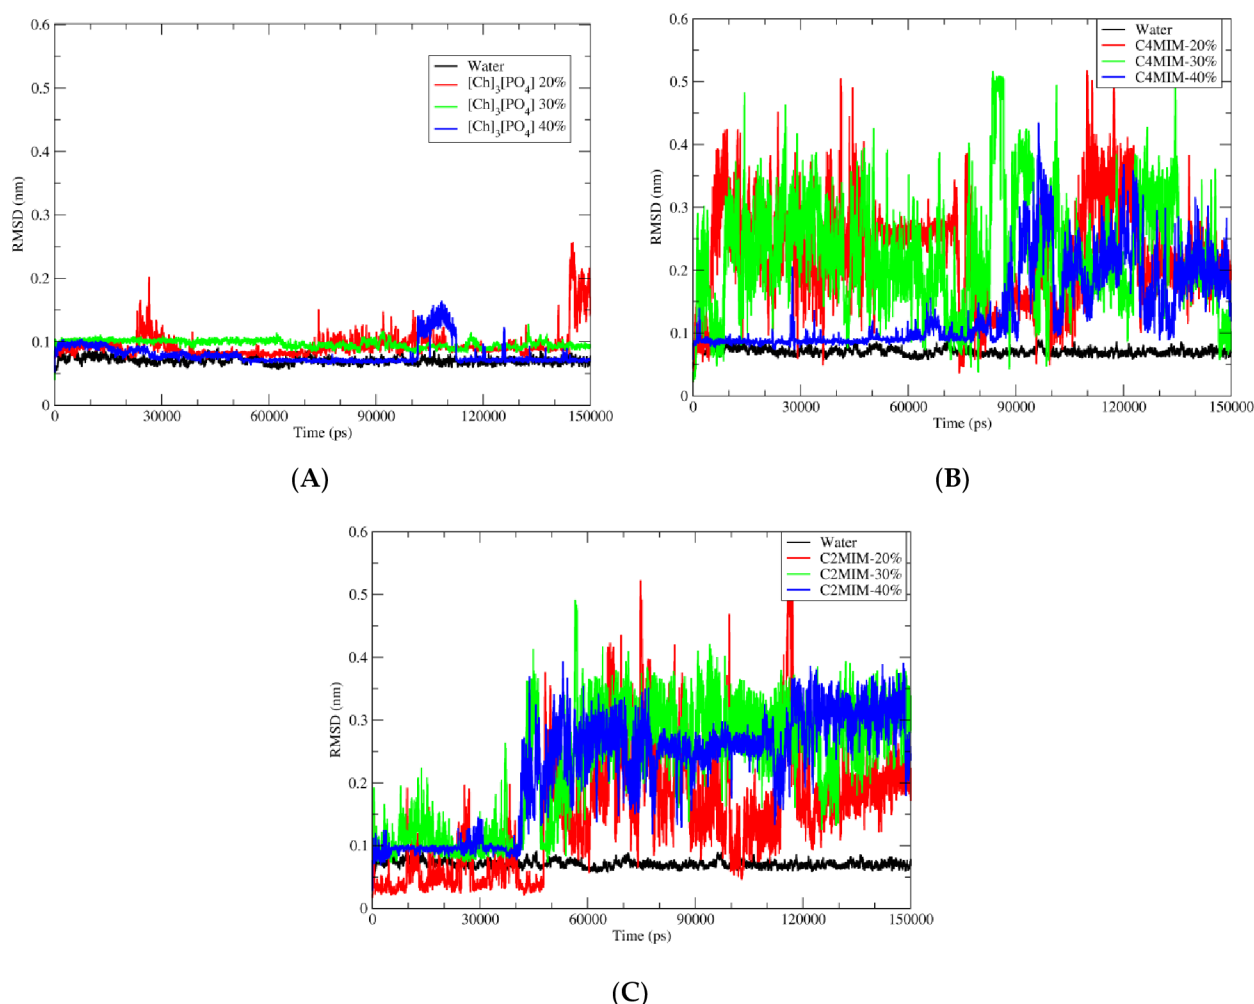 0.6
0.5
0.4
0.3
0.2
0.1
0
RMSD (nm)
Water
[Ch]3[PO4] 20%
[Ch]3[PO4] 30%
[Ch]3[PO4] 40%
0 30000 60000 90000 120000 150000
Time (ps)
(A)
0.6
0.5
0.4
0.3
0.2
0.1
0
RMSD (nm)
Water
C4MIM-20%
C4MIM-30%
C4MIM-40%
0 30000 60000 90000 120000 150000
Time (ps)
(B)
0.6
0.5
0.4
0.3
0.2
0.1
0
RMSD (nm)
Water
C2MIM-20%
C2MIM-30%
C2MIM-40%
0 30000 60000 90000 120000 150000
Time (ps)
(C)